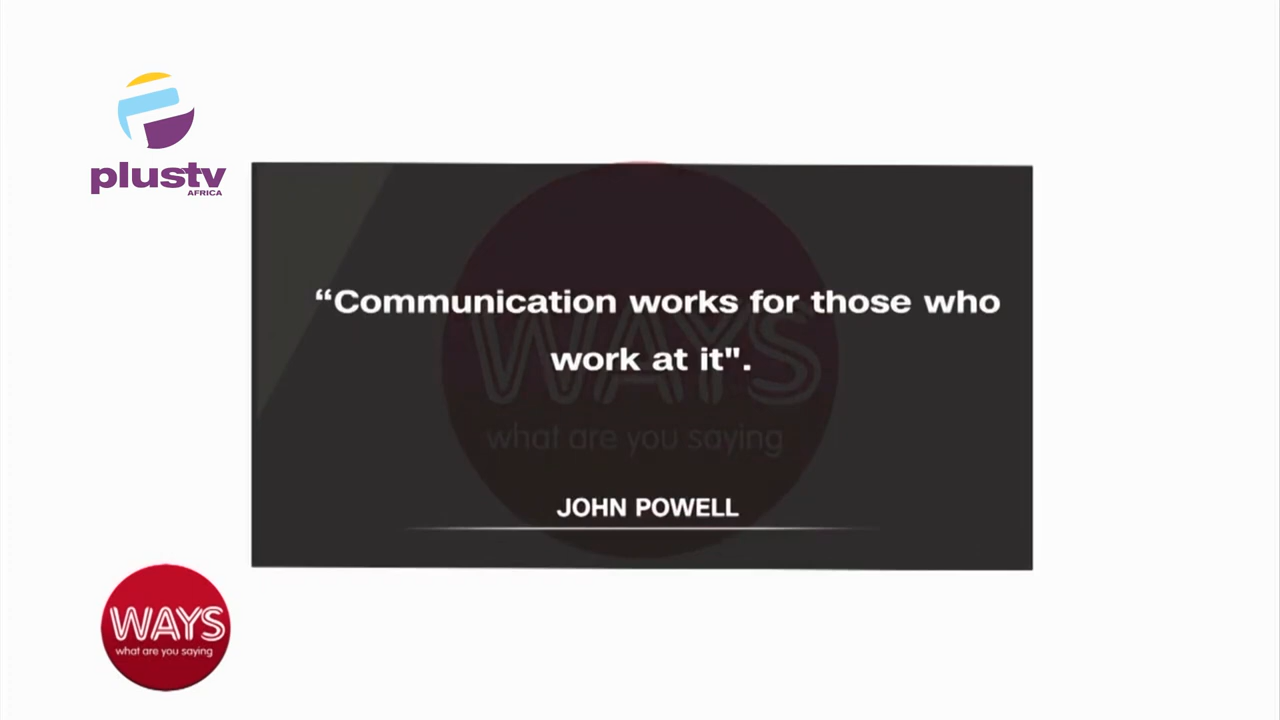 plustv
AFRICA
“Communication works for those who
work at it".
WAYS
what are you saying
JOHN POWELL
WAYS
what are you saying